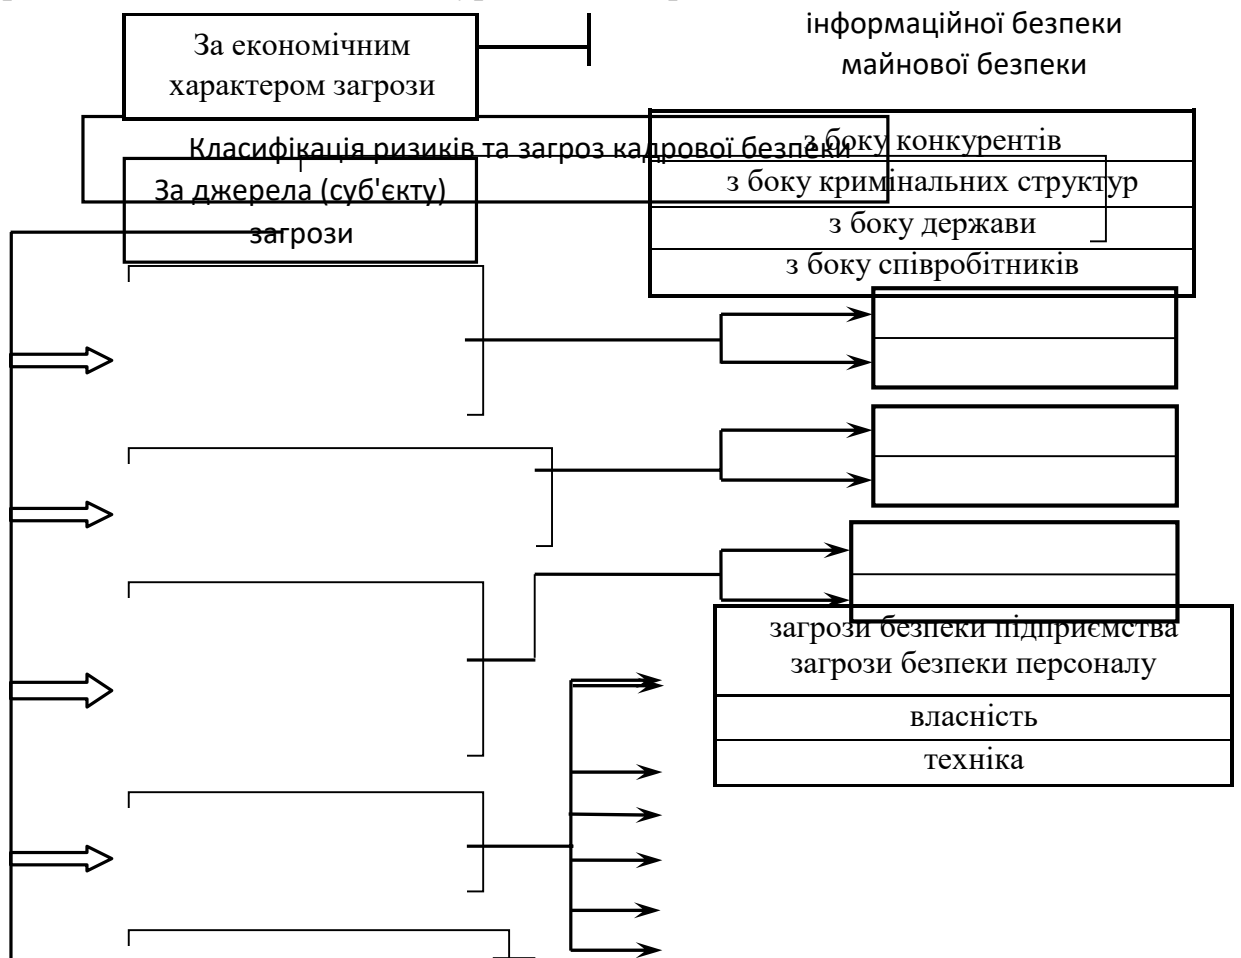 інформаційної безпеки
майнової безпеки
За економічним
характером загрози
Класифікація ризиків та загроз кадрової безпеки
з боку конкурентів
з боку кримінальних структур
з боку держави
з боку співробітників
За джерела (суб'єкту)
загрози
загрози безпеки підприємства
загрози безпеки персоналу
власність
техніка